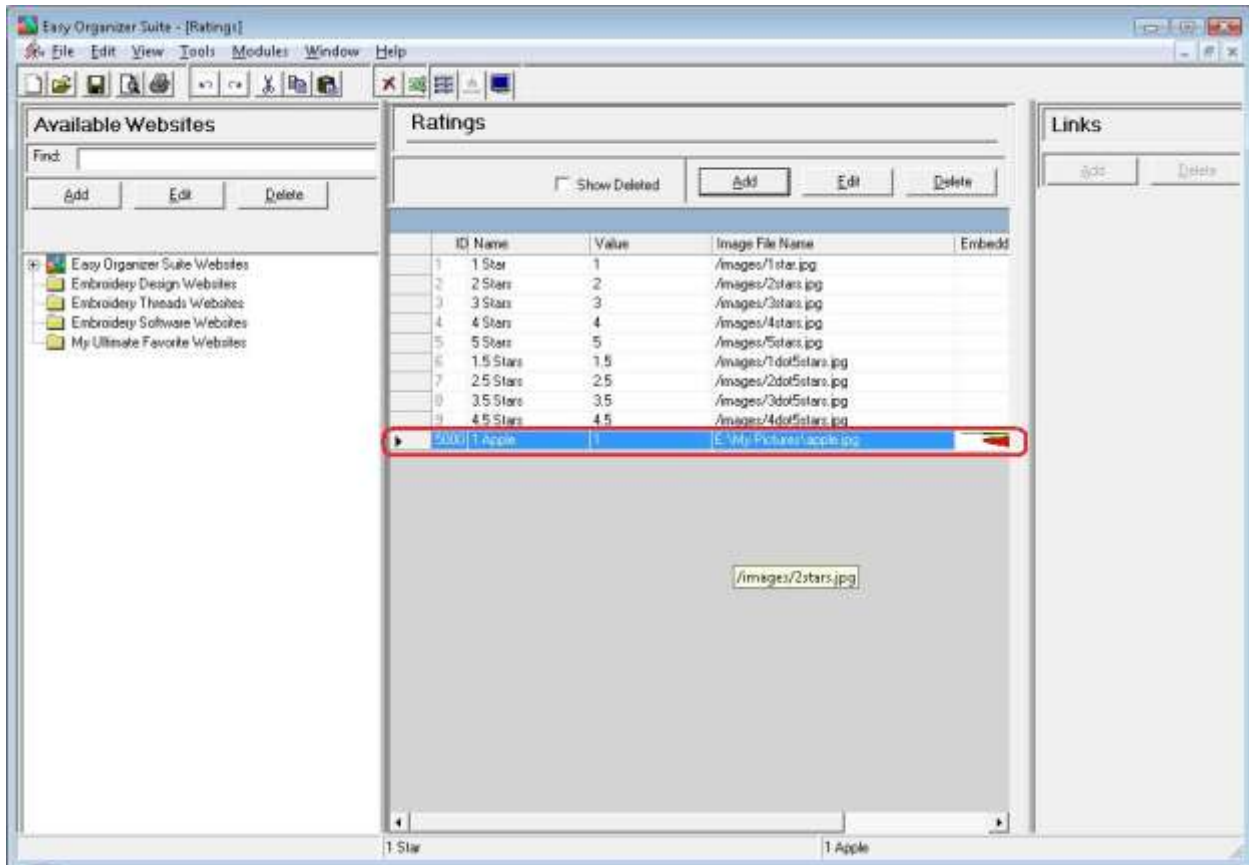 Easy Organizer Suite - [Ratings]
File Edit View Tools Modules Window Help
Available Websites
Find:
Add Edit Delete
Easy Organizer Suite Websites
Embroidery Design Websites
Embroidery Threads Websites
Embroidery Software Websites
My Ultimate Favorite Websites
Ratings
Show Deleted Add Edit Delete
ID Name Value Image File Name Embedd
1 1 Star 1 /images/1star.jpg
2 2 Stars 2 /images/2stars.jpg
3 3 Stars 3 /images/3stars.jpg
4 4 Stars 4 /images/4stars.jpg
5 5 Stars 5 /images/5stars.jpg
6 1.5 Stars 1.5 /images/1dot5stars.jpg
7 2.5 Stars 2.5 /images/2dot5stars.jpg
8 3.5 Stars 3.5 /images/3dot5stars.jpg
9 4.5 Stars 4.5 /images/4dot5stars.jpg
5000 1 Apple 1 E:\My Pictures\apple.jpg
/images/2stars.jpg
Links
Add Delete
1 Star 1 Apple